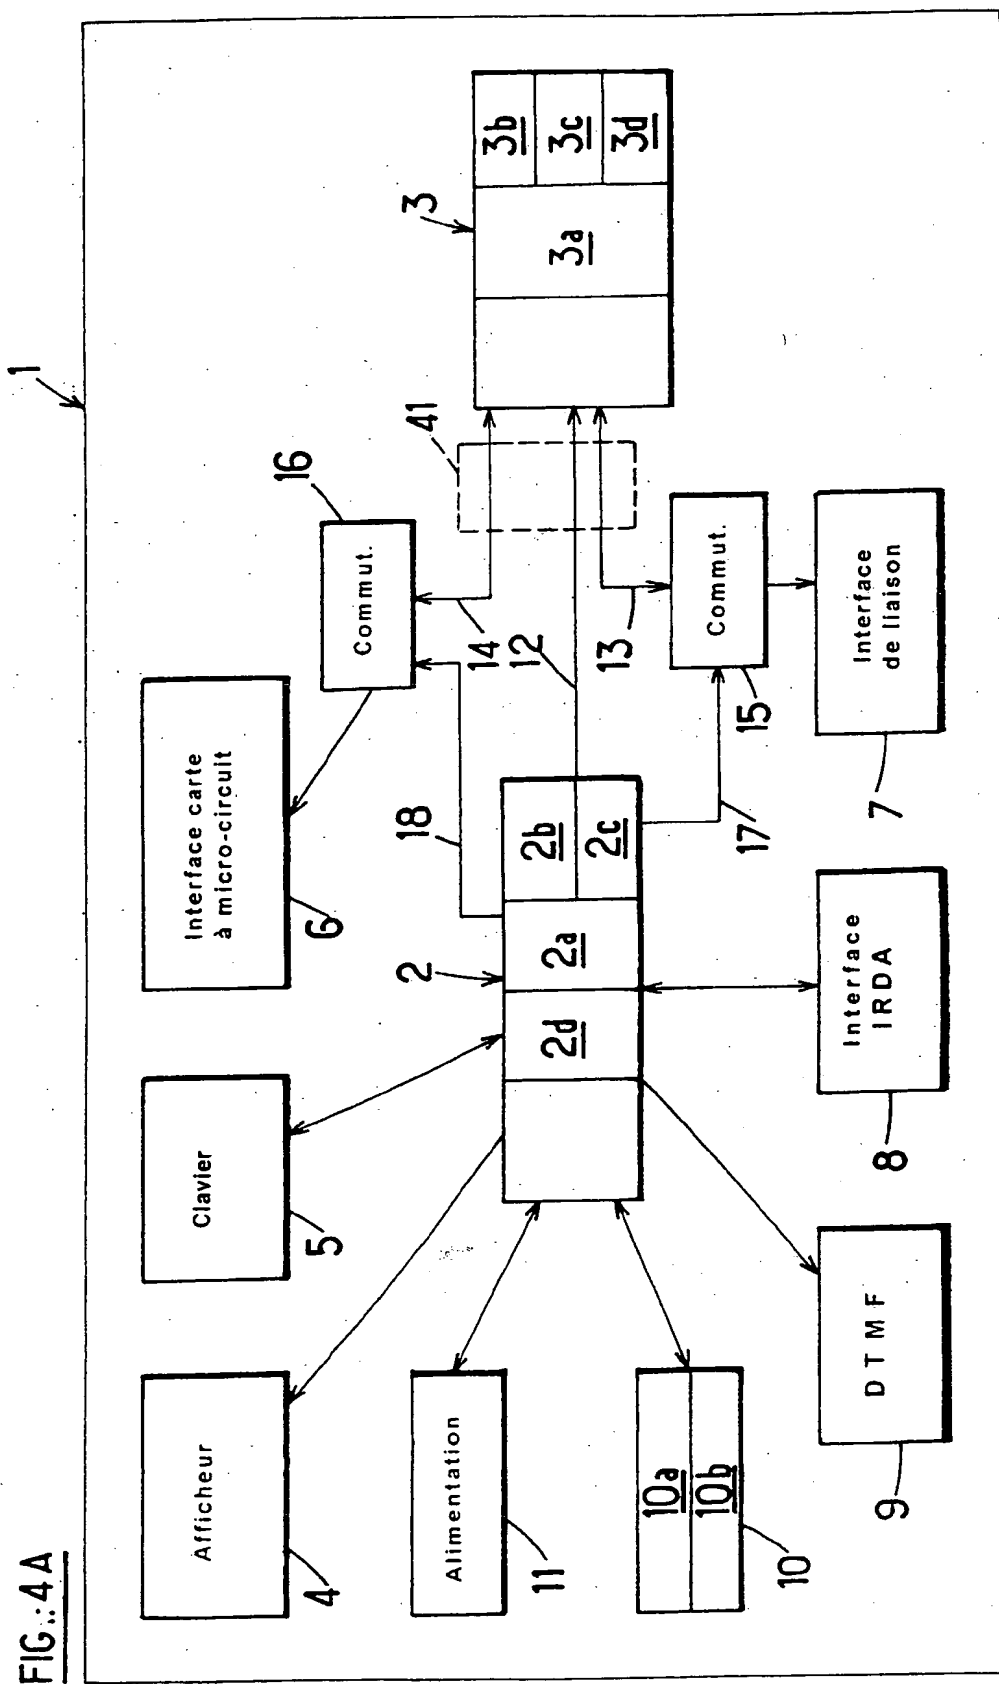 FIG.:4A
1
Afficheur
4
Clavier
5
Interface carte
à micro-circuit
6
Commut.
16
41
3
3a
3b
3c
3d
14
12
13
18
2
2d
2a
2b
2c
17
Alimentation
11
10a
10b
10
DTMF
9
Interface
IRDA
8
Commut.
15
Interface
de liaison
7